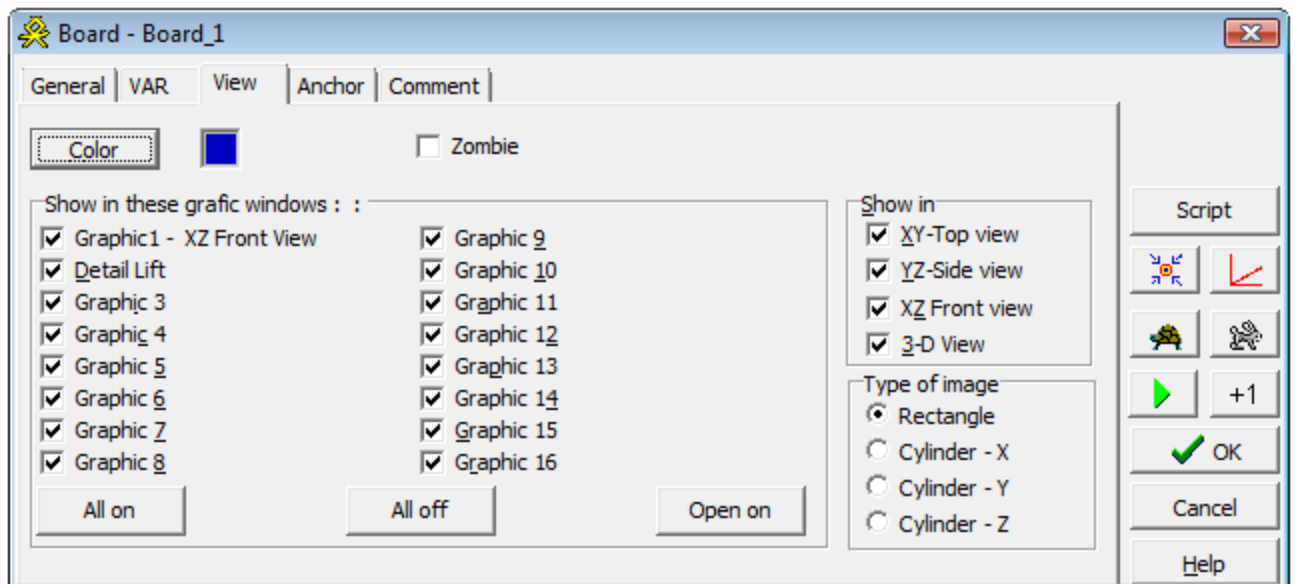 Board - Board_1
General VAR View Anchor Comment
Color
Zombie
Show in these grafic windows : :
Graphic1 - XZ Front View
Detail Lift
Graphic 3
Graphic 4
Graphic 5
Graphic 6
Graphic 7
Graphic 8
Graphic 9
Graphic 10
Graphic 11
Graphic 12
Graphic 13
Graphic 14
Graphic 15
Graphic 16
All on
All off
Open on
Show in
XY-Top view
YZ-Side view
XZ Front view
3-D View
Type of image
Rectangle
Cylinder - X
Cylinder - Y
Cylinder - Z
Script
+1
OK
Cancel
Help